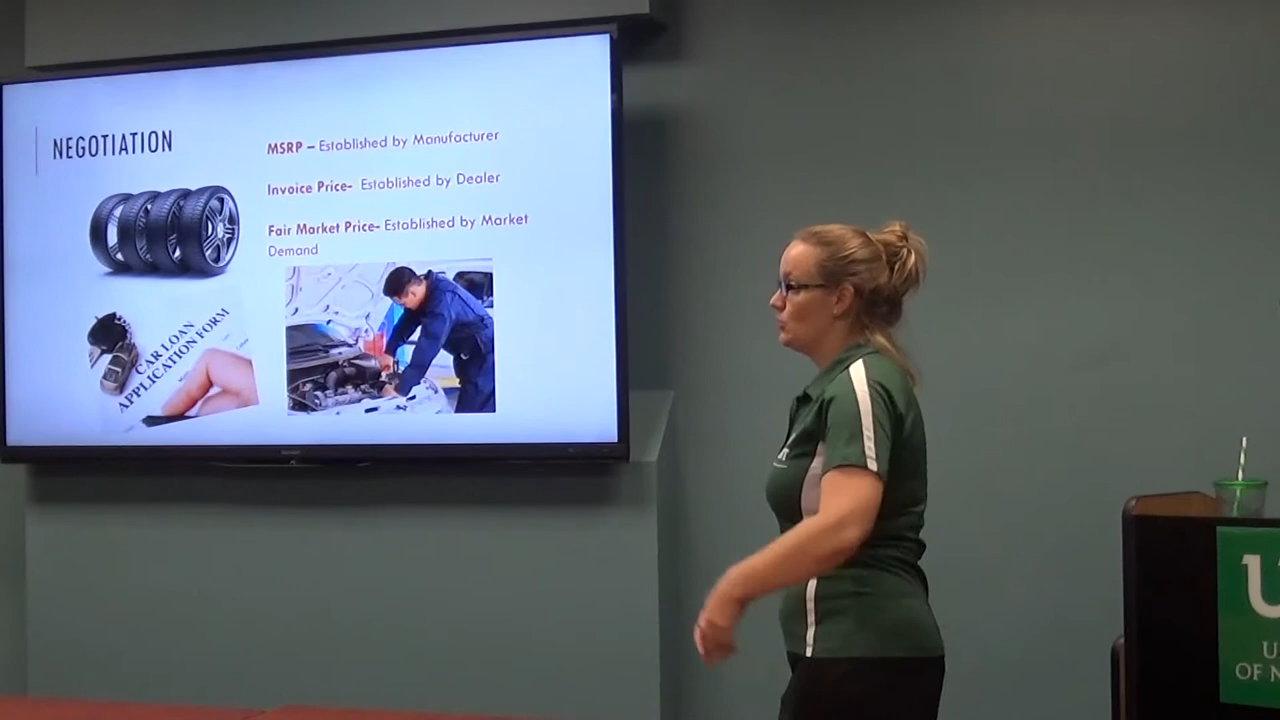 NEGOTIATION
MSRP – Established by Manufacturer
Invoice Price- Established by Dealer
Fair Market Price- Established by Market
Demand
CAR LOAN
APPLICATION FORM
U
OF N